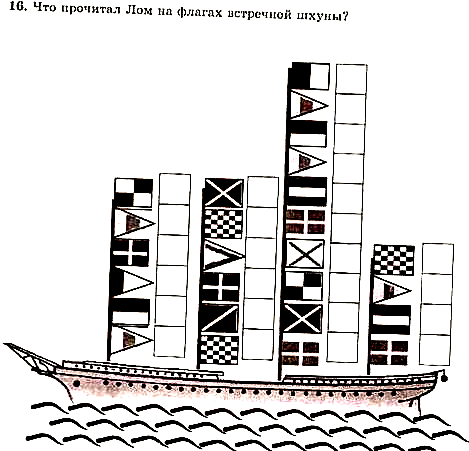 16. Что прочитал Лом на флагах встречной шхуны?